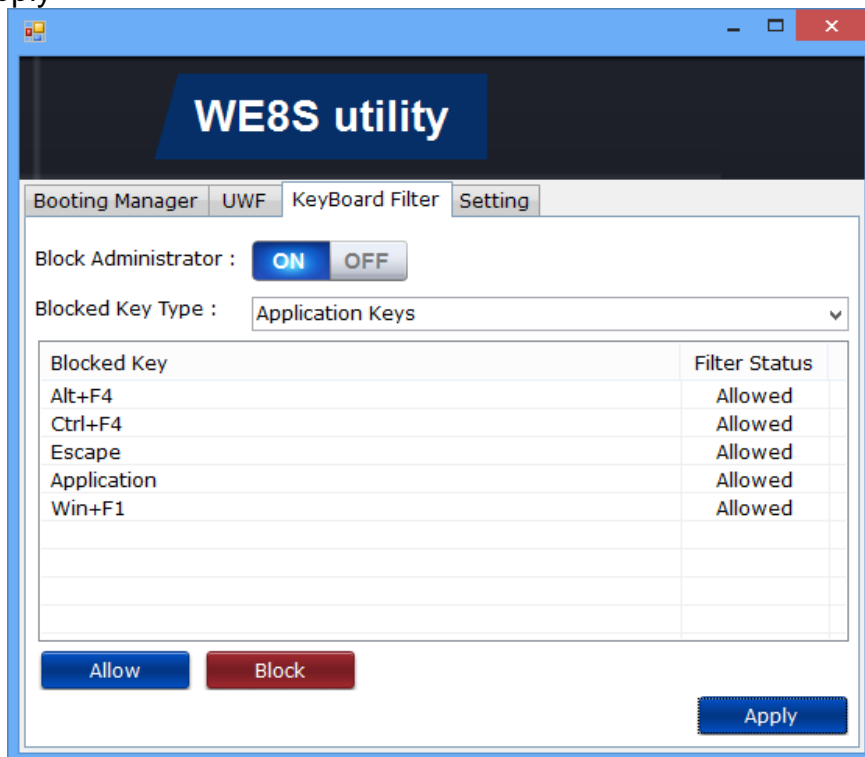 WE8S utility
Booting Manager UWF KeyBoard Filter Setting
Block Administrator : ON OFF
Blocked Key Type : Application Keys
Blocked Key Filter Status
Alt+F4 Allowed
Ctrl+F4 Allowed
Escape Allowed
Application Allowed
Win+F1 Allowed
Allow Block
Apply